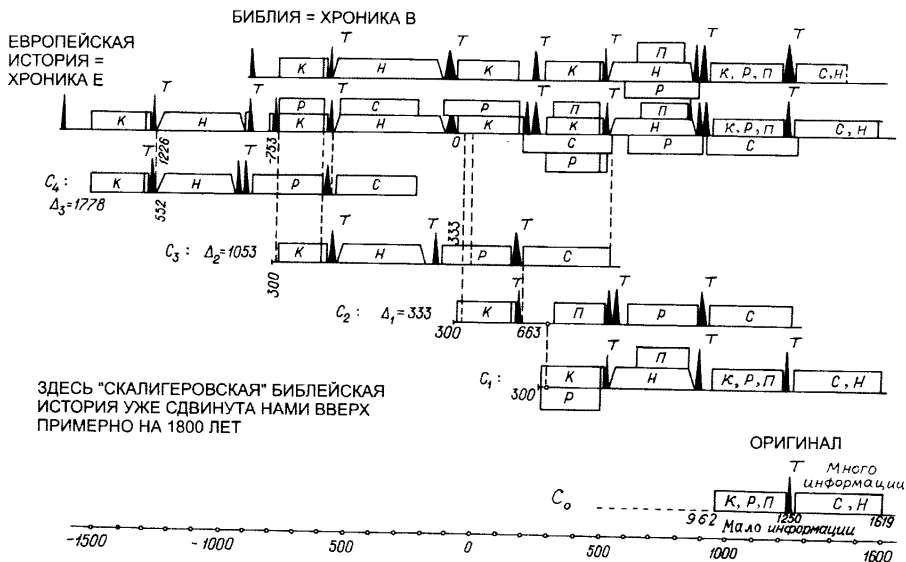 БИБЛИЯ = ХРОНИКА В
ЕВРОПЕЙСКАЯ
ИСТОРИЯ =
ХРОНИКА Е
Т Т Т Т Т
П
К Н К К Н К, Р, П С, Н
Р
Т Т Т Т Т Т
Р С Р П П
К Н К Н К К Н К, Р, П С, Н
С Р С
Р
1226 -753 0
Т Т Т
C₄: К Н Р С
Δ₃=1778
552
Т Т Т
333
C₃: Δ₂=1053 К Н Р С
300
Т Т Т
C₂: Δ₁=333 К П Р С
300 663
Т Т Т
П
C₁: К Н К, Р, П С, Н
300
Р
ЗДЕСЬ "СКАЛИГЕРОВСКАЯ" БИБЛЕЙСКАЯ
ИСТОРИЯ УЖЕ СДВИНУТА НАМИ ВВЕРХ
ПРИМЕРНО НА 1800 ЛЕТ
ОРИГИНАЛ
Т Много
информации
C₀ К, Р, П С, Н
962 1250 1619
Мало информации
-1500 -1000 -500 0 500 1000 1600